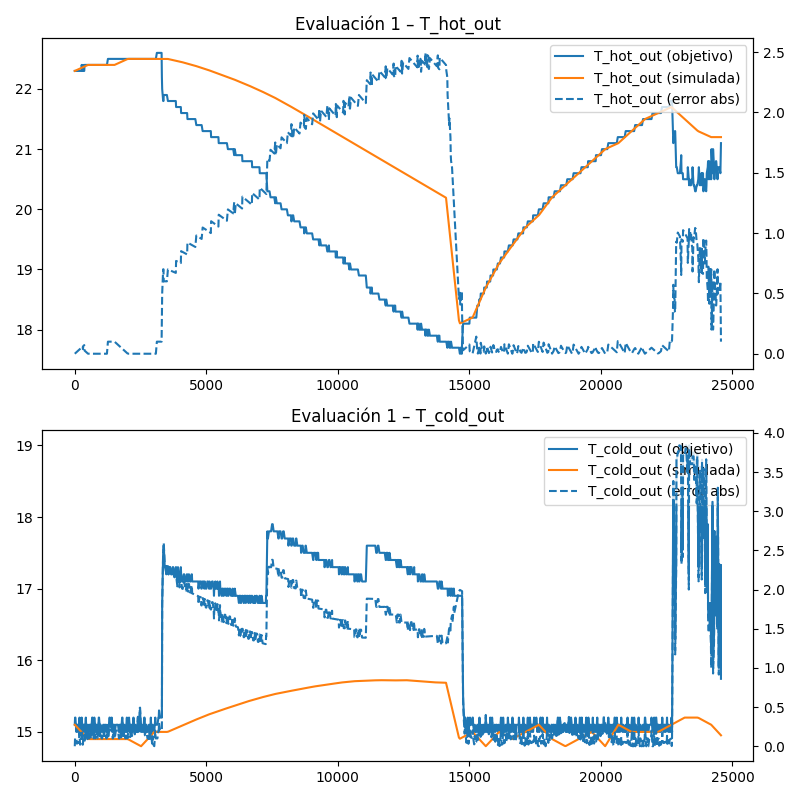 Evaluación 1 – T_hot_out
T_hot_out (objetivo)
T_hot_out (simulada)
T_hot_out (error abs)
22
21
20
19
18
2.5
2.0
1.5
1.0
0.5
0.0
0 5000 10000 15000 20000 25000
Evaluación 1 – T_cold_out
T_cold_out (objetivo)
T_cold_out (simulada)
T_cold_out (error abs)
19
18
17
16
15
4.0
3.5
3.0
2.5
2.0
1.5
1.0
0.5
0.0
0 5000 10000 15000 20000 25000